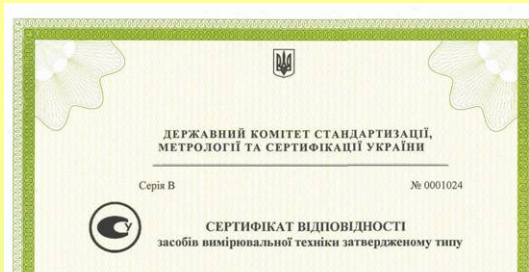 ДЕРЖАВНИЙ КОМІТЕТ СТАНДАРТИЗАЦІЇ,
МЕТРОЛОГІЇ ТА СЕРТИФІКАЦІЇ УКРАЇНИ
Серія В № 0001024
СЕРТИФІКАТ ВІДПОВІДНОСТІ
засобів вимірювальної техніки затвердженому типу